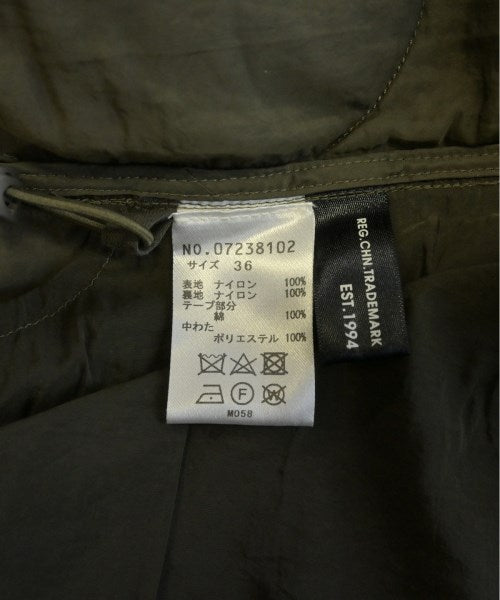 NO.07238102
サイズ 36
表地 ナイロン 100%
裏地 ナイロン 100%
テープ部分
綿 100%
中わた
ポリエステル 100%
F
W
M058
REG.CHN.TRADEMARK
EST.1994